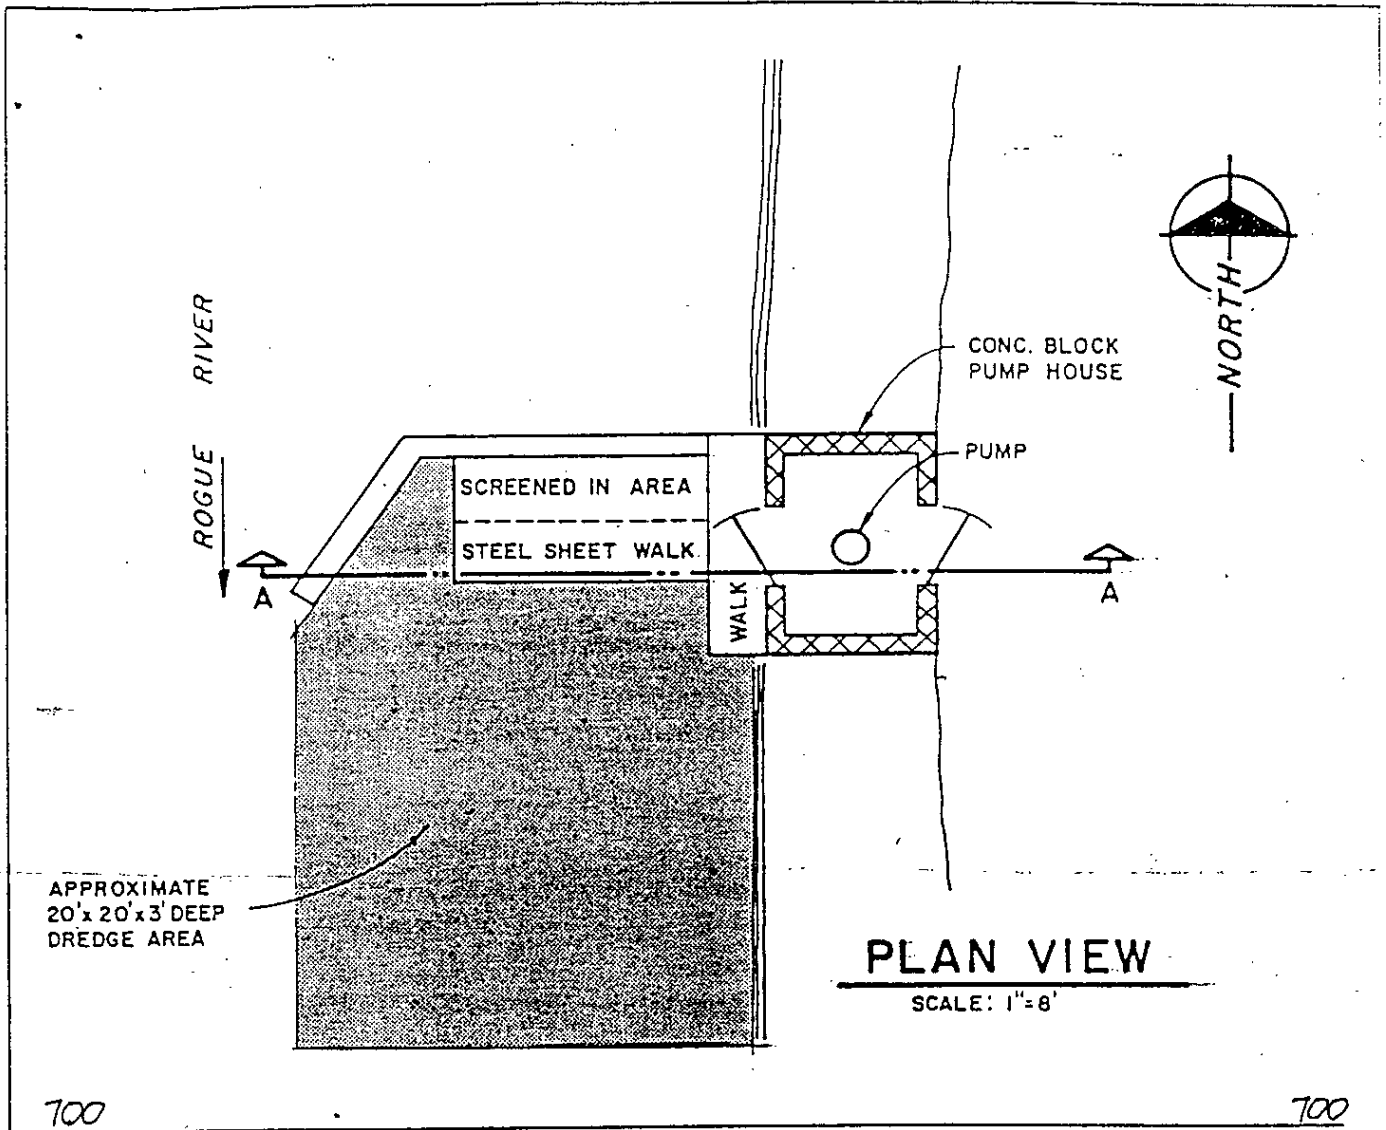 ROGUE RIVER
NORTH
CONC. BLOCK
PUMP HOUSE
PUMP
SCREENED IN AREA
STEEL SHEET WALK
WALK
A
A
APPROXIMATE
20'x 20'x 3' DEEP
DREDGE AREA
PLAN VIEW
SCALE: 1"=8'
700
700